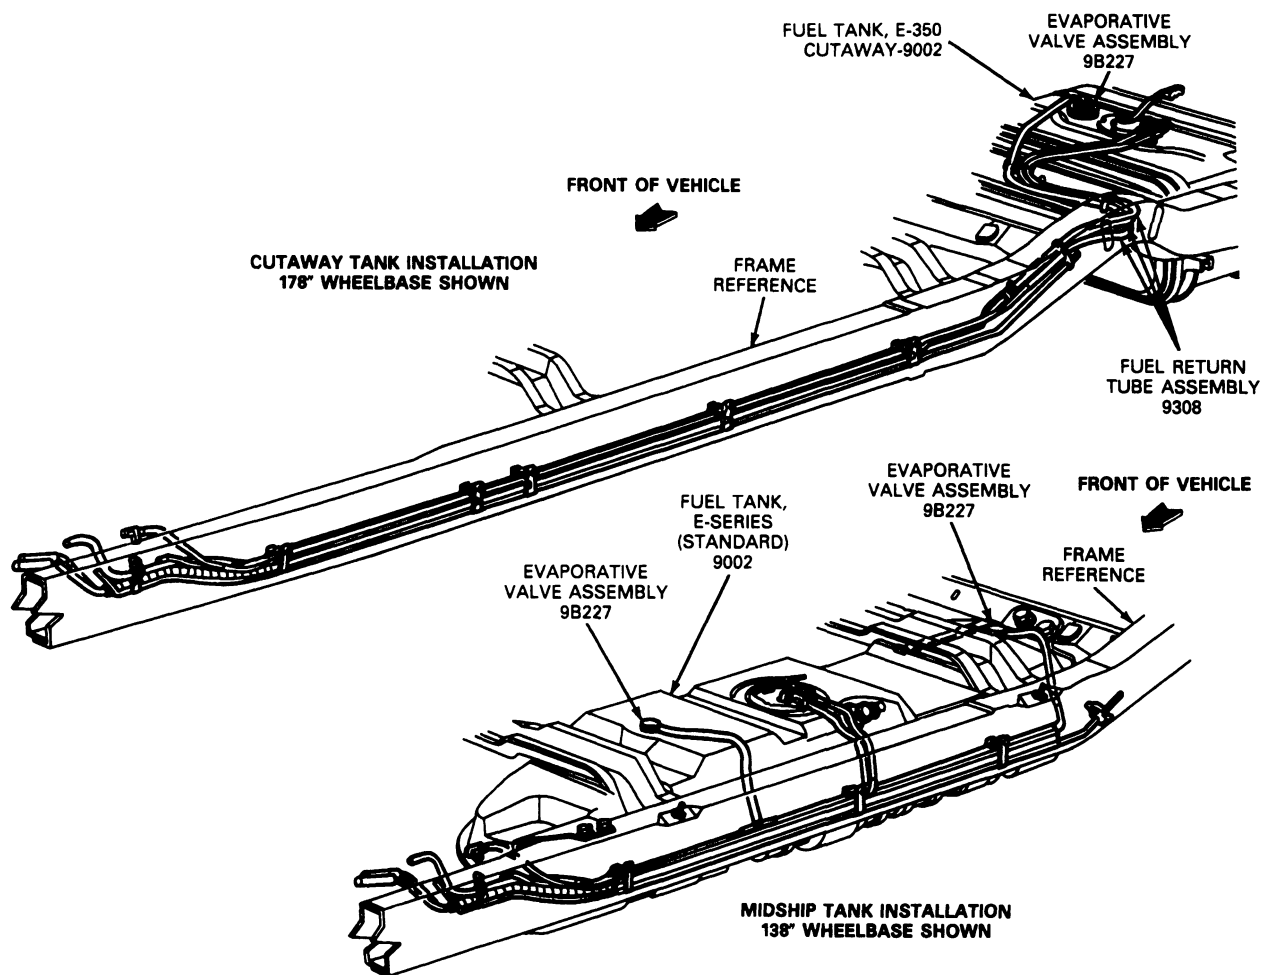 FUEL TANK, E-350
CUTAWAY-9002
EVAPORATIVE
VALVE ASSEMBLY
9B227
FRONT OF VEHICLE
CUTAWAY TANK INSTALLATION
178" WHEELBASE SHOWN
FRAME
REFERENCE
FUEL RETURN
TUBE ASSEMBLY
9308
EVAPORATIVE
VALVE ASSEMBLY
9B227
FRONT OF VEHICLE
FUEL TANK,
E-SERIES
(STANDARD)
9002
FRAME
REFERENCE
EVAPORATIVE
VALVE ASSEMBLY
9B227
MIDSHIP TANK INSTALLATION
138" WHEELBASE SHOWN